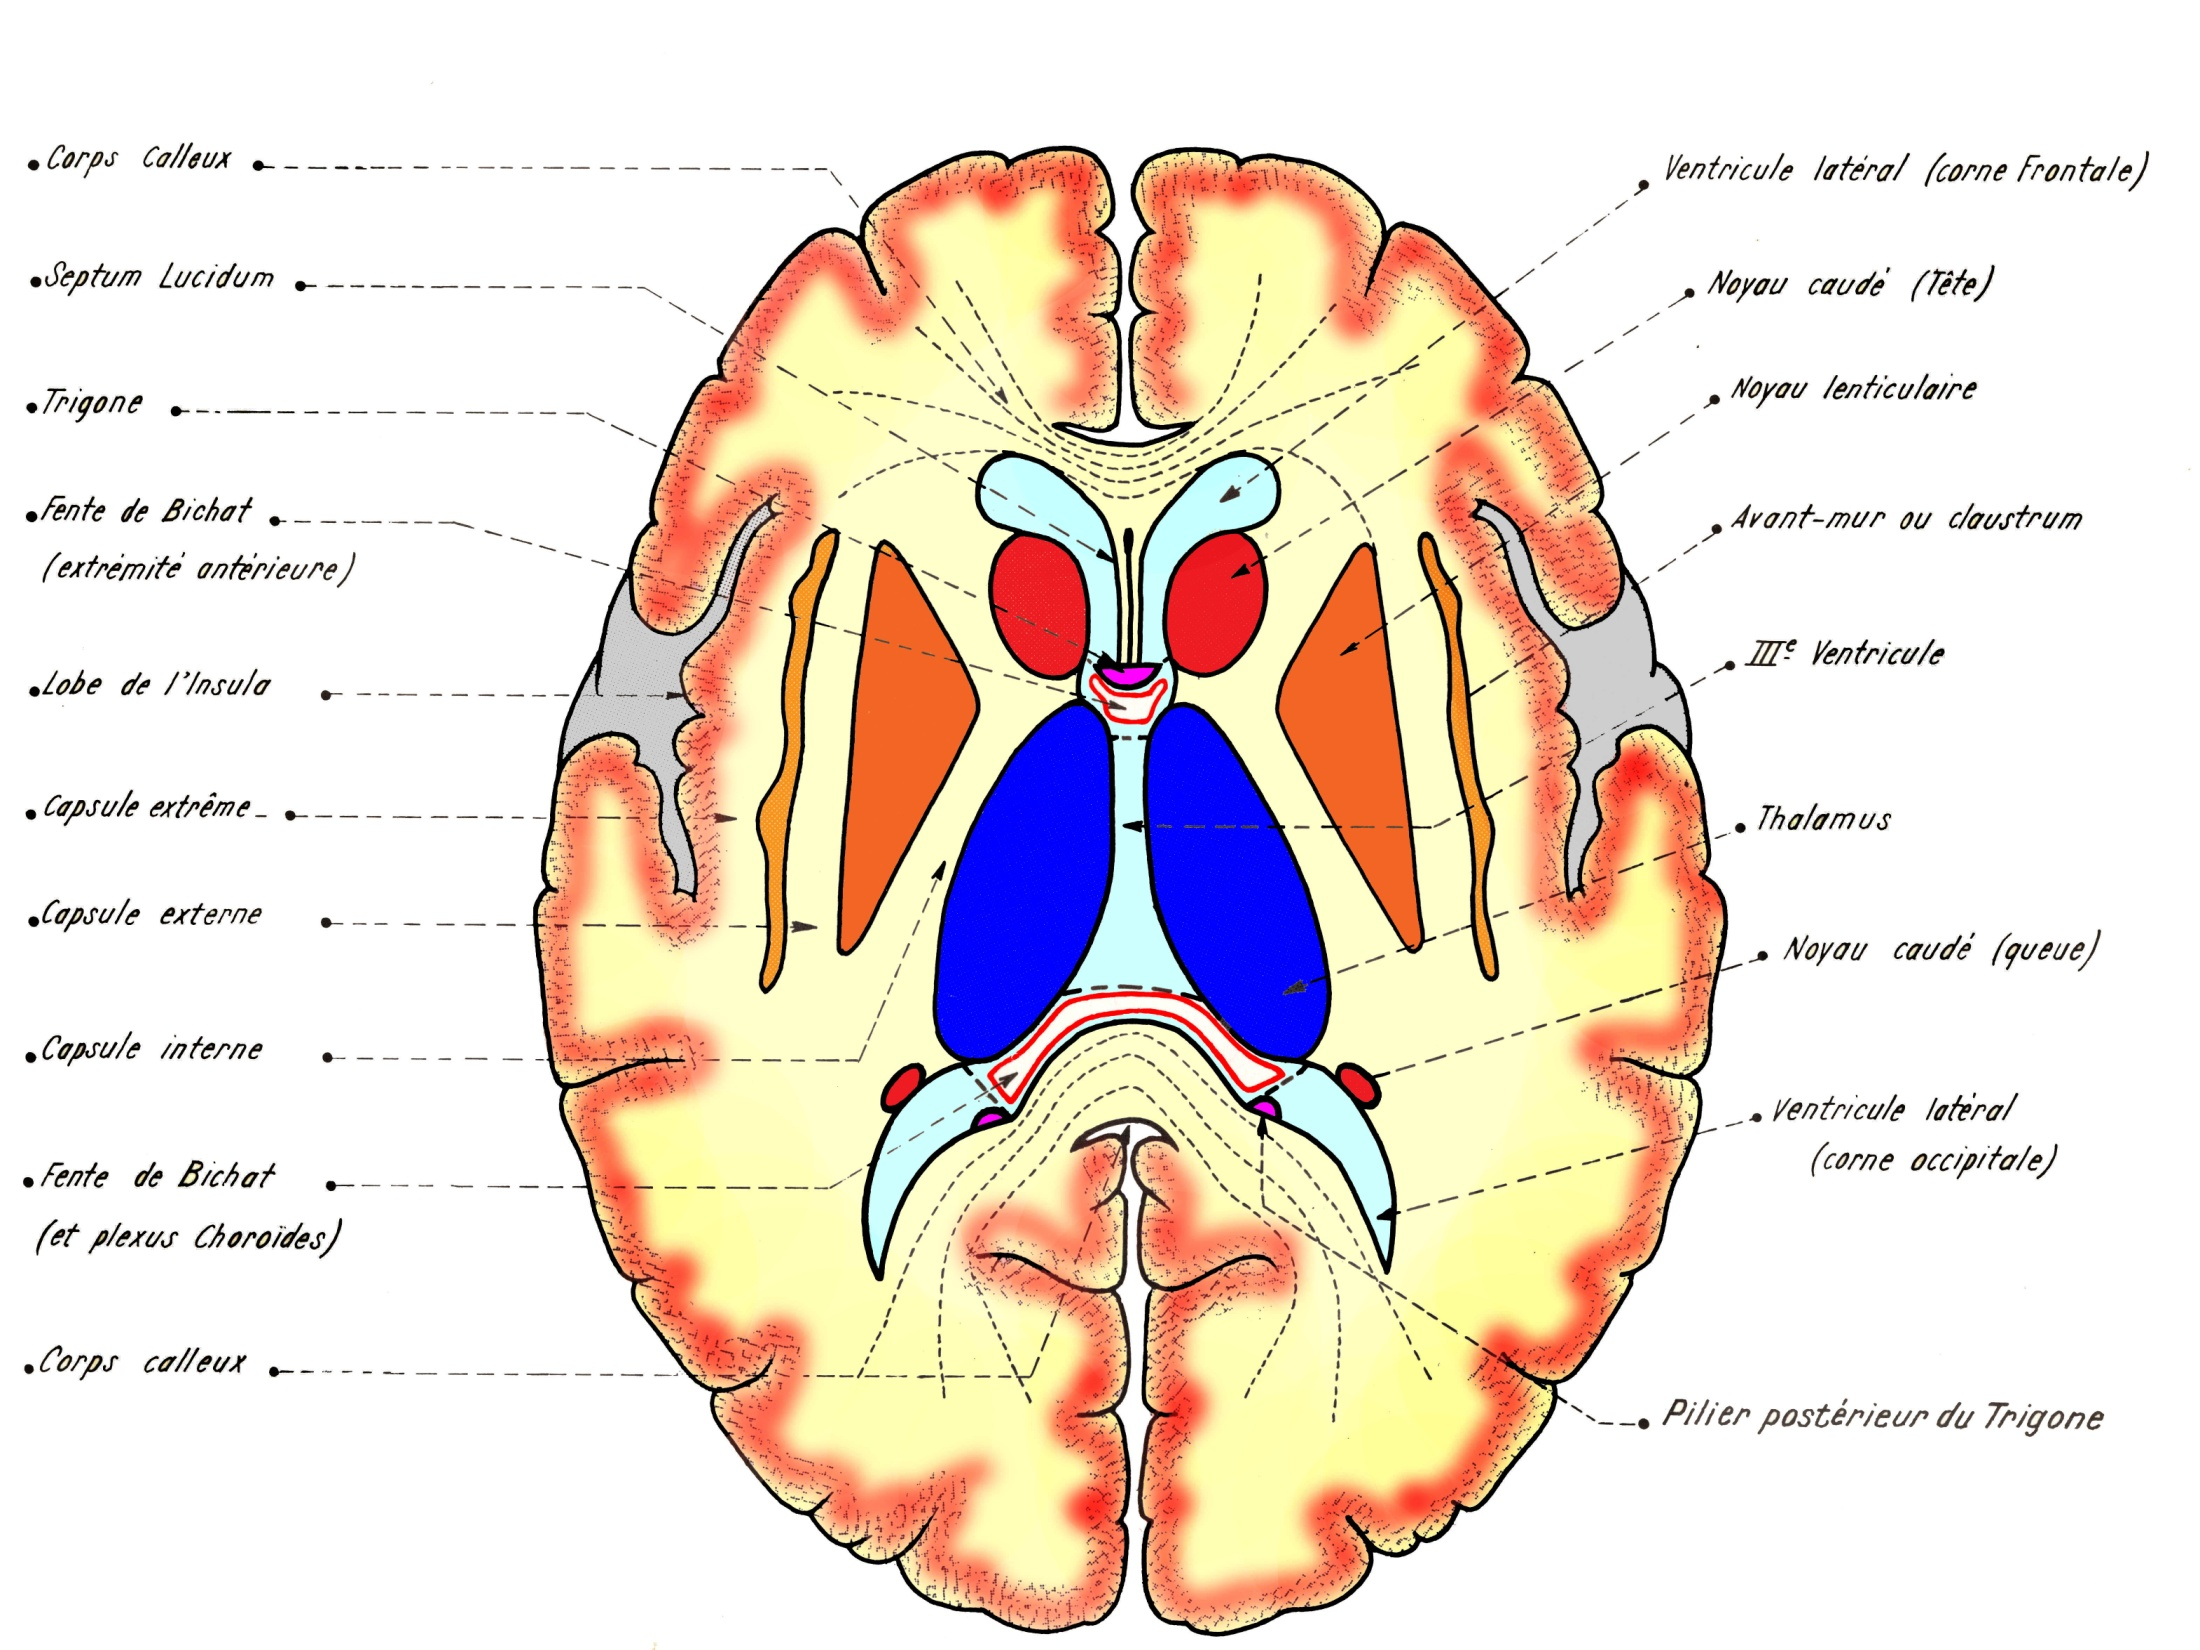 Corps Calleux
Septum Lucidum
Trigone
Fente de Bichat
(extrémité antérieure)
Lobe de l'Insula
Capsule extrême
Capsule externe
Capsule interne
Fente de Bichat
(et plexus Choroïdes)
Corps calleux
Ventricule latéral (corne Frontale)
Noyau caudé (Tête)
Noyau lenticulaire
Avant-mur ou claustrum
IIIe Ventricule
Thalamus
Noyau caudé (queue)
Ventricule latéral
(corne occipitale)
Pilier postérieur du Trigone